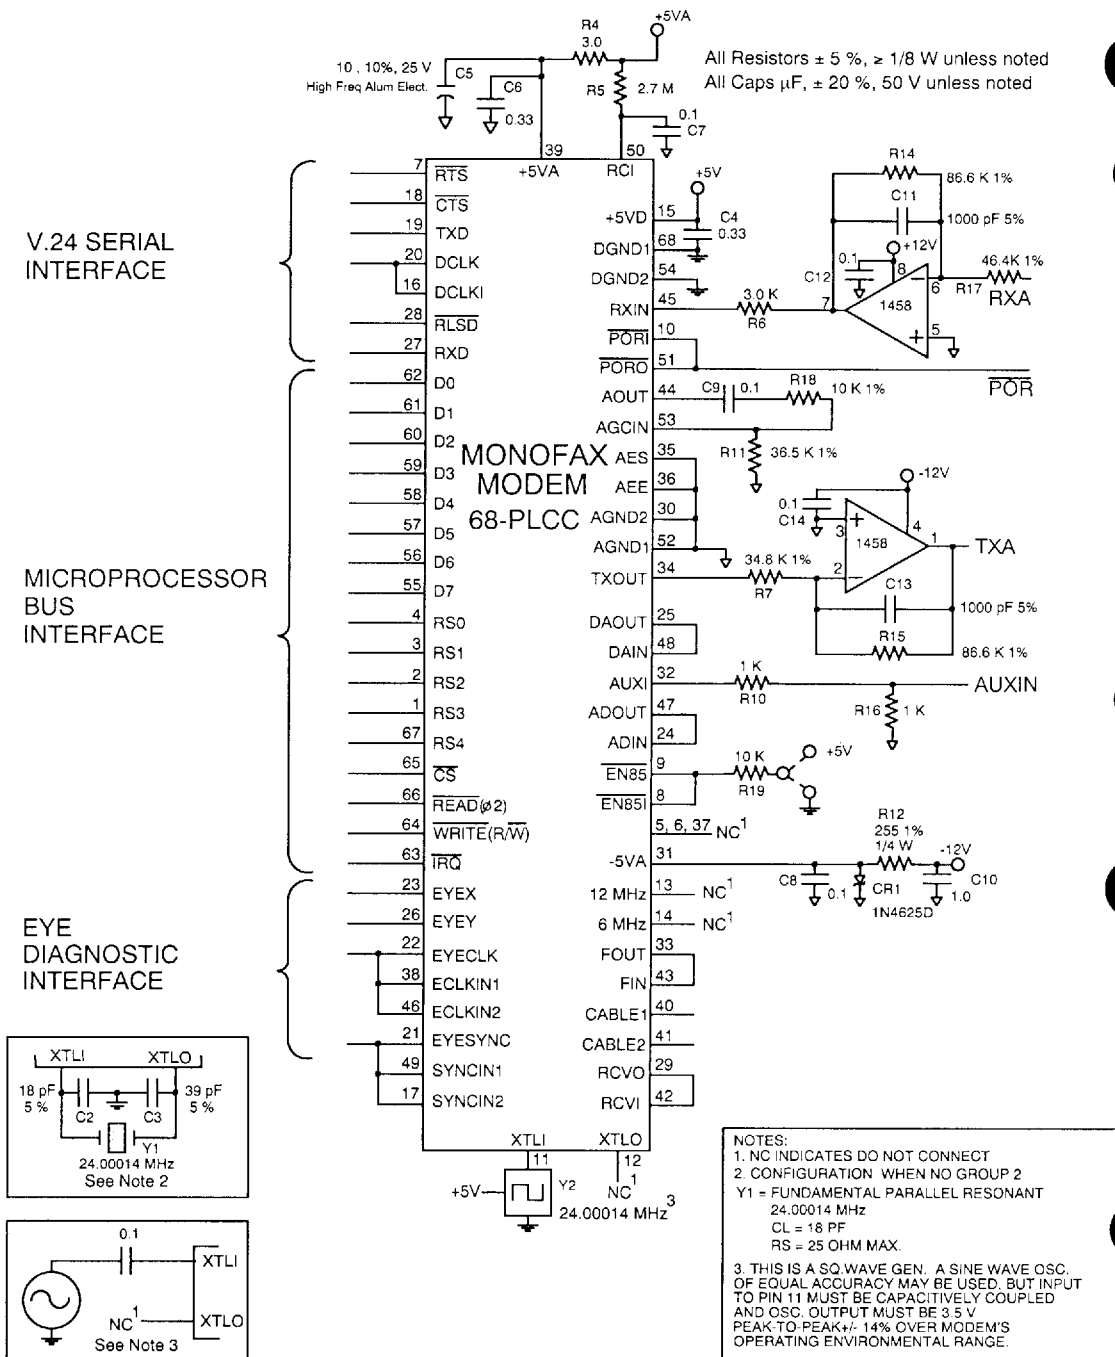 R4
3.0
+5VA
10 , 10%, 25 V
High Freq Alum Elect.
C5
C6
0.33
R5
2.7 M
0.1
C7
All Resistors ± 5 %, ≥ 1/8 W unless noted
All Caps µF, ± 20 %, 50 V unless noted
39
50
+5VA
RCI
V.24 SERIAL
INTERFACE
7 RTS
18 CTS
19 TXD
20 DCLK
16 DCLKI
28 RLSD
27 RXD
MICROPROCESSOR
BUS
INTERFACE
62 D0
61 D1
60 D2
59 D3
58 D4
57 D5
56 D6
55 D7
4 RS0
3 RS1
2 RS2
1 RS3
67 RS4
65 CS
66 READ(ø2)
64 WRITE(R/W)
63 IRQ
EYE
DIAGNOSTIC
INTERFACE
23 EYEX
26 EYEY
22 EYECLK
38 ECLKIN1
46 ECLKIN2
21 EYESYNC
49 SYNCIN1
17 SYNCIN2
MONOFAX
MODEM
68-PLCC
+5VD 15
DGND1 68
DGND2 54
RXIN 45
PORI 10
PORO 51
AOUT 44
AGCIN 53
AES 35
AEE 36
AGND2 30
AGND1 52
TXOUT 34
DAOUT 25
DAIN 48
AUXI 32
ADOUT 47
ADIN 24
EN85 9
EN85I 8
5, 6, 37 NC1
-5VA 31
12 MHz 13 NC1
6 MHz 14 NC1
FOUT 33
FIN 43
CABLE1 40
CABLE2 41
RCVO 29
RCVI 42
+5V
C4
0.33
3.0 K
R6
R14
86.6 K 1%
C11
1000 pF 5%
+12V
0.1
C12
8
7
1458
6
5
46.4K 1%
R17
RXA
POR
C9
0.1
R18
10 K 1%
R11
36.5 K 1%
-12V
0.1
C14
3
4
1458
1
2
TXA
34.8 K 1%
R7
C13
1000 pF 5%
R15
86.6 K 1%
1 K
R10
AUXIN
R16
1 K
10 K
R19
+5V
R12
255 1%
1/4 W
-12V
C8
0.1
CR1
1N4625D
C10
1.0
XTLI
XTLO
11
12
+5V
Y2
NC1
24.00014 MHz3
XTLI
XTLO
18 pF
5 %
C2
C3
39 pF
5 %
Y1
24.00014 MHz
See Note 2
0.1
XTLI
NC1
XTLO
See Note 3
NOTES:
1. NC INDICATES DO NOT CONNECT
2. CONFIGURATION WHEN NO GROUP 2
Y1 = FUNDAMENTAL PARALLEL RESONANT
24.00014 MHz
CL = 18 PF
RS = 25 OHM MAX.
3. THIS IS A SQ.WAVE GEN. A SINE WAVE OSC.
OF EQUAL ACCURACY MAY BE USED, BUT INPUT
TO PIN 11 MUST BE CAPACITIVELY COUPLED
AND OSC. OUTPUT MUST BE 3.5 V
PEAK-TO-PEAK+/- 14% OVER MODEM'S
OPERATING ENVIRONMENTAL RANGE.